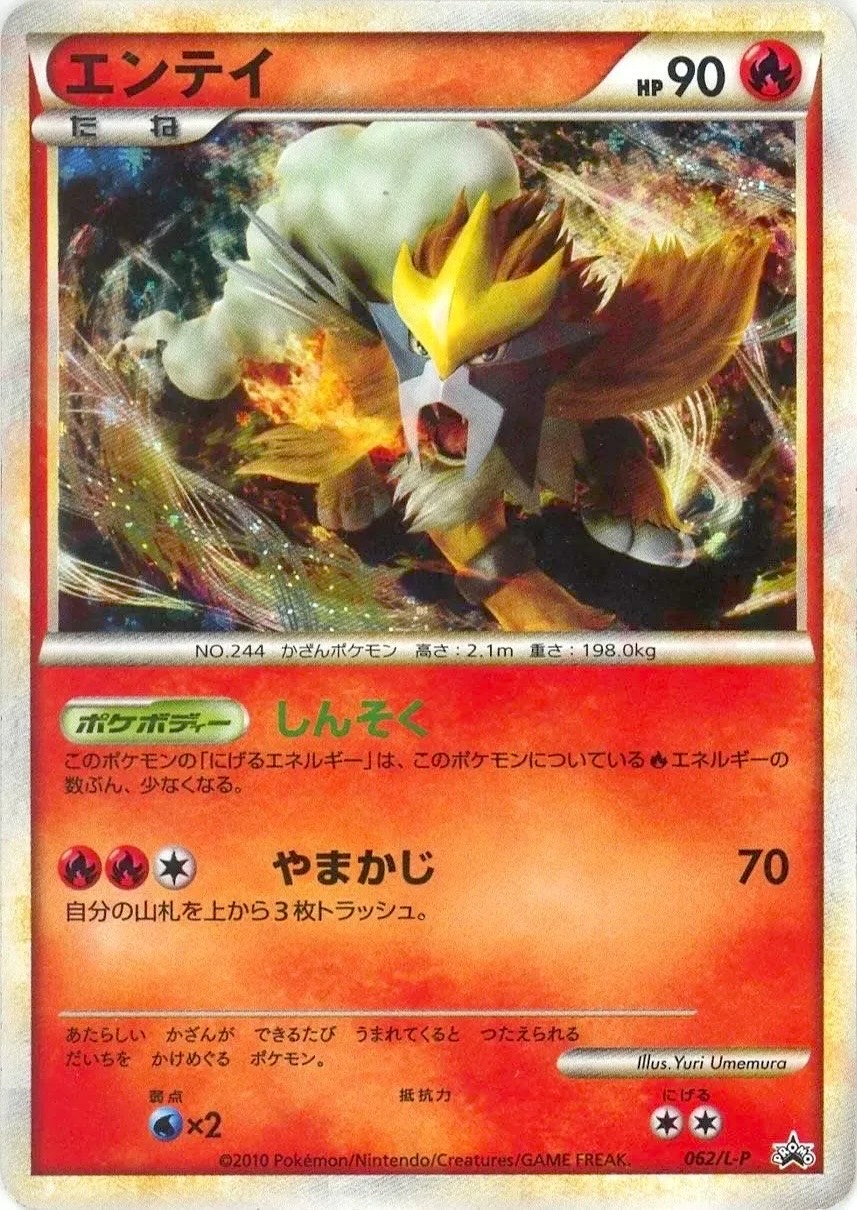 エンテイ HP90
たね
NO.244 かざんポケモン 高さ:2.1m 重さ:198.0kg
ポケボディー しんそく
このポケモンの「にげるエネルギー」は、このポケモンについているエネルギーの
数ぶん、少なくなる。
やまかじ 70
自分の山札を上から3枚トラッシュ。
あたらしい かざんが できるたび うまれてくると つたえられる
だいちを かけめぐる ポケモン。
Illus.Yuri Umemura
弱点 抵抗力 にげる
×2
©2010 Pokémon/Nintendo/Creatures/GAME FREAK. 062/L-P PROMO